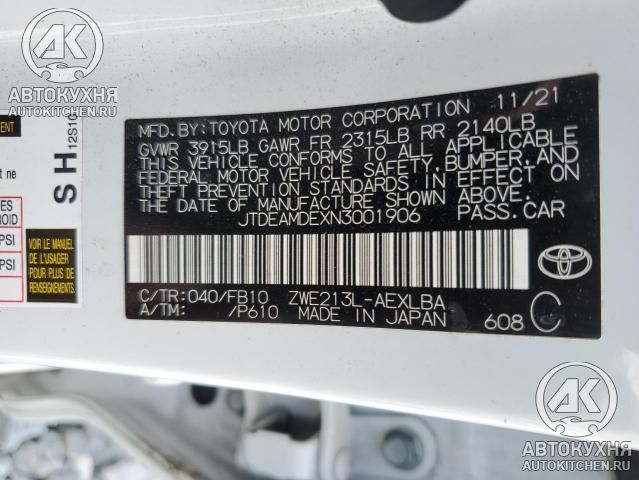 АВТОКУХНЯ
AUTOKITCHEN.RU
MFD. BY: TOYOTA MOTOR CORPORATION 11/21
GVWR 3915LB GAWR FR 2315LB RR 2140LB
THIS VEHICLE CONFORMS TO ALL APPLICABLE
FEDERAL MOTOR VEHICLE SAFETY, BUMPER, AND
THEFT PREVENTION STANDARDS IN EFFECT ON
THE DATE OF MANUFACTURE SHOWN ABOVE.
JTDEAMDEXN3001906 PASS.CAR
C/TR: 040/FB10 ZWE213L-AEXLBA
A/TM: /P610 MADE IN JAPAN 608 C
SH
VOIR LE MANUEL
DE L'USAGER
POUR PLUS DE
RENSEIGNEMENTS
PSI
PSI
ne
АК
АВТОКУХНЯ
AUTOKITCHEN.RU